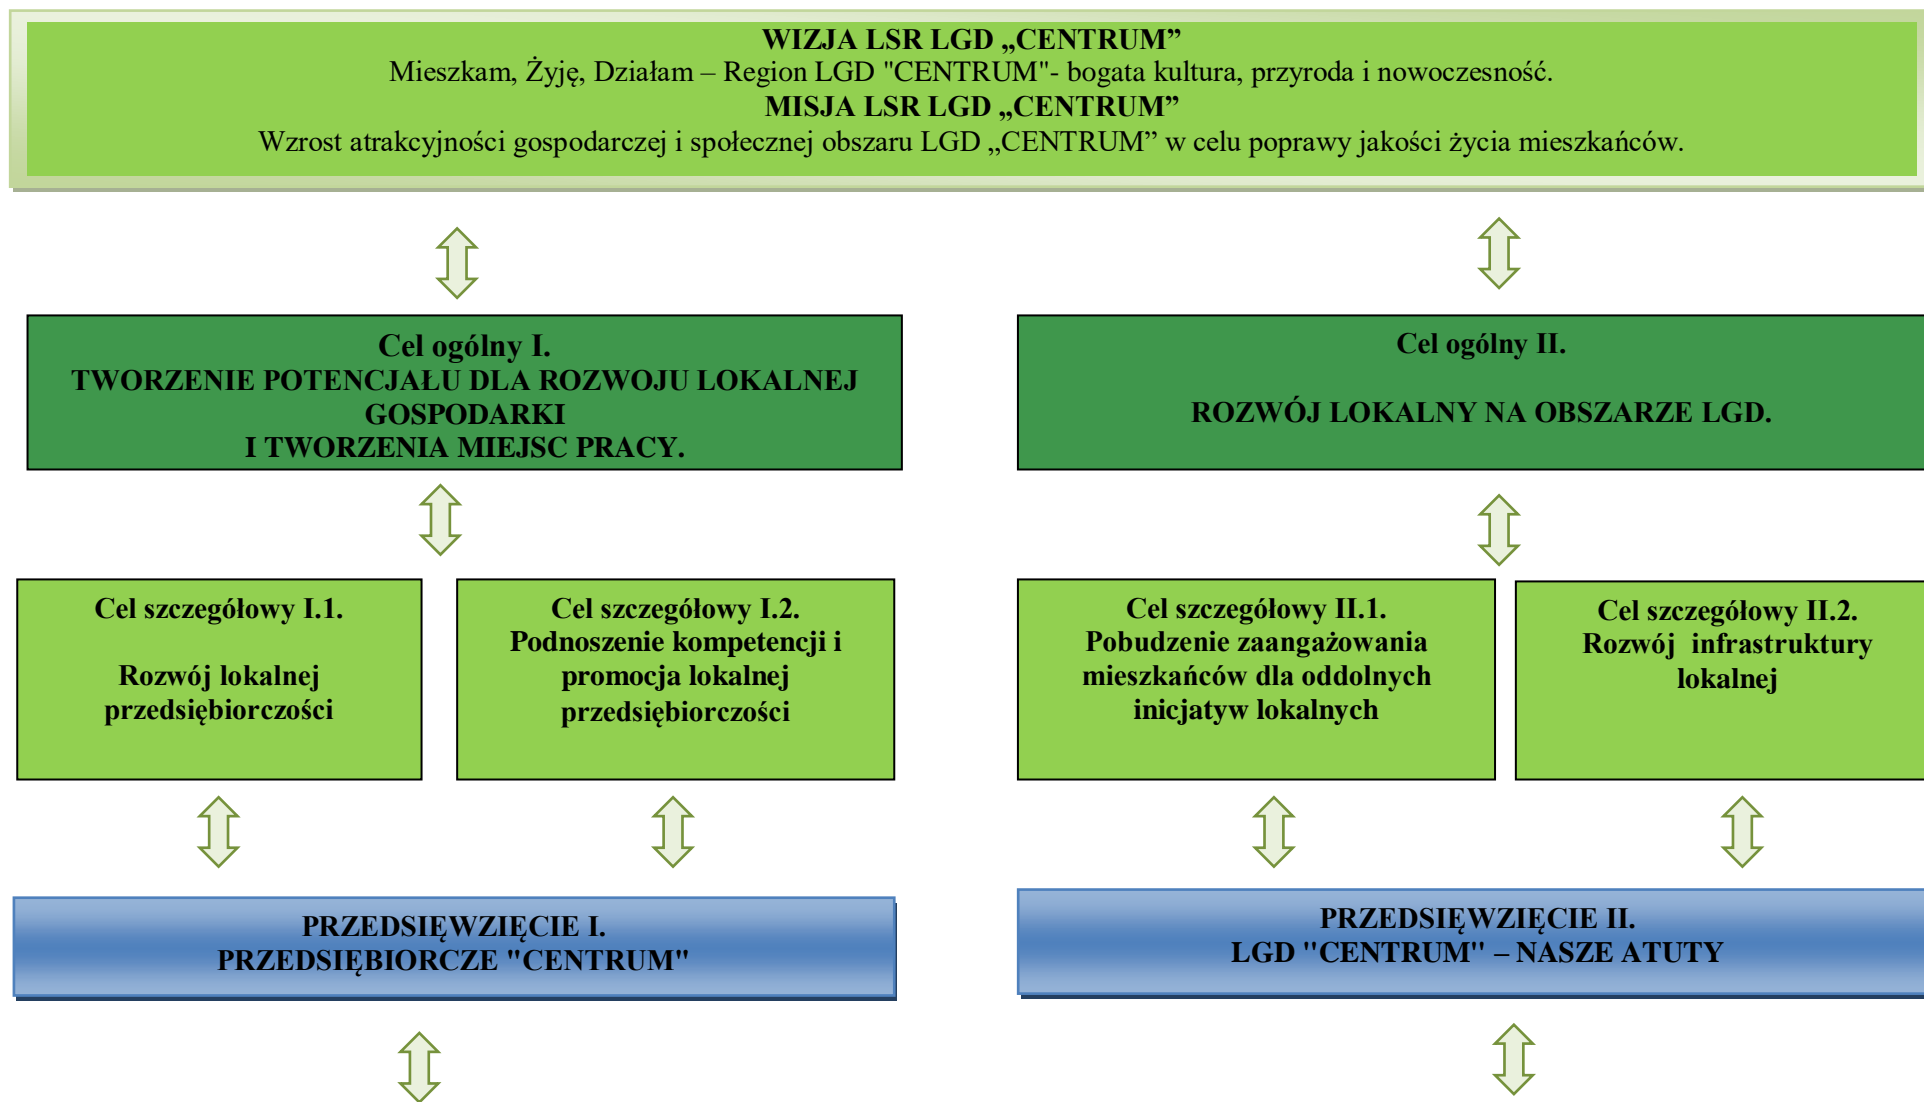 WIZJA LSR LGD „CENTRUM”
Mieszkam, Żyję, Działam – Region LGD "CENTRUM"- bogata kultura, przyroda i nowoczesność.
MISJA LSR LGD „CENTRUM”
Wzrost atrakcyjności gospodarczej i społecznej obszaru LGD „CENTRUM” w celu poprawy jakości życia mieszkańców.
Cel ogólny I.
TWORZENIE POTENCJAŁU DLA ROZWOJU LOKALNEJ
GOSPODARKI
I TWORZENIA MIEJSC PRACY.
Cel ogólny II.
ROZWÓJ LOKALNY NA OBSZARZE LGD.
Cel szczegółowy I.1.
Rozwój lokalnej
przedsiębiorczości
Cel szczegółowy I.2.
Podnoszenie kompetencji i
promocja lokalnej
przedsiębiorczości
Cel szczegółowy II.1.
Pobudzenie zaangażowania
mieszkańców dla oddolnych
inicjatyw lokalnych
Cel szczegółowy II.2.
Rozwój  infrastruktury
lokalnej
PRZEDSIĘWZIĘCIE I.
PRZEDSIĘBIORCZE "CENTRUM"
PRZEDSIĘWZIĘCIE II.
LGD "CENTRUM" – NASZE ATUTY